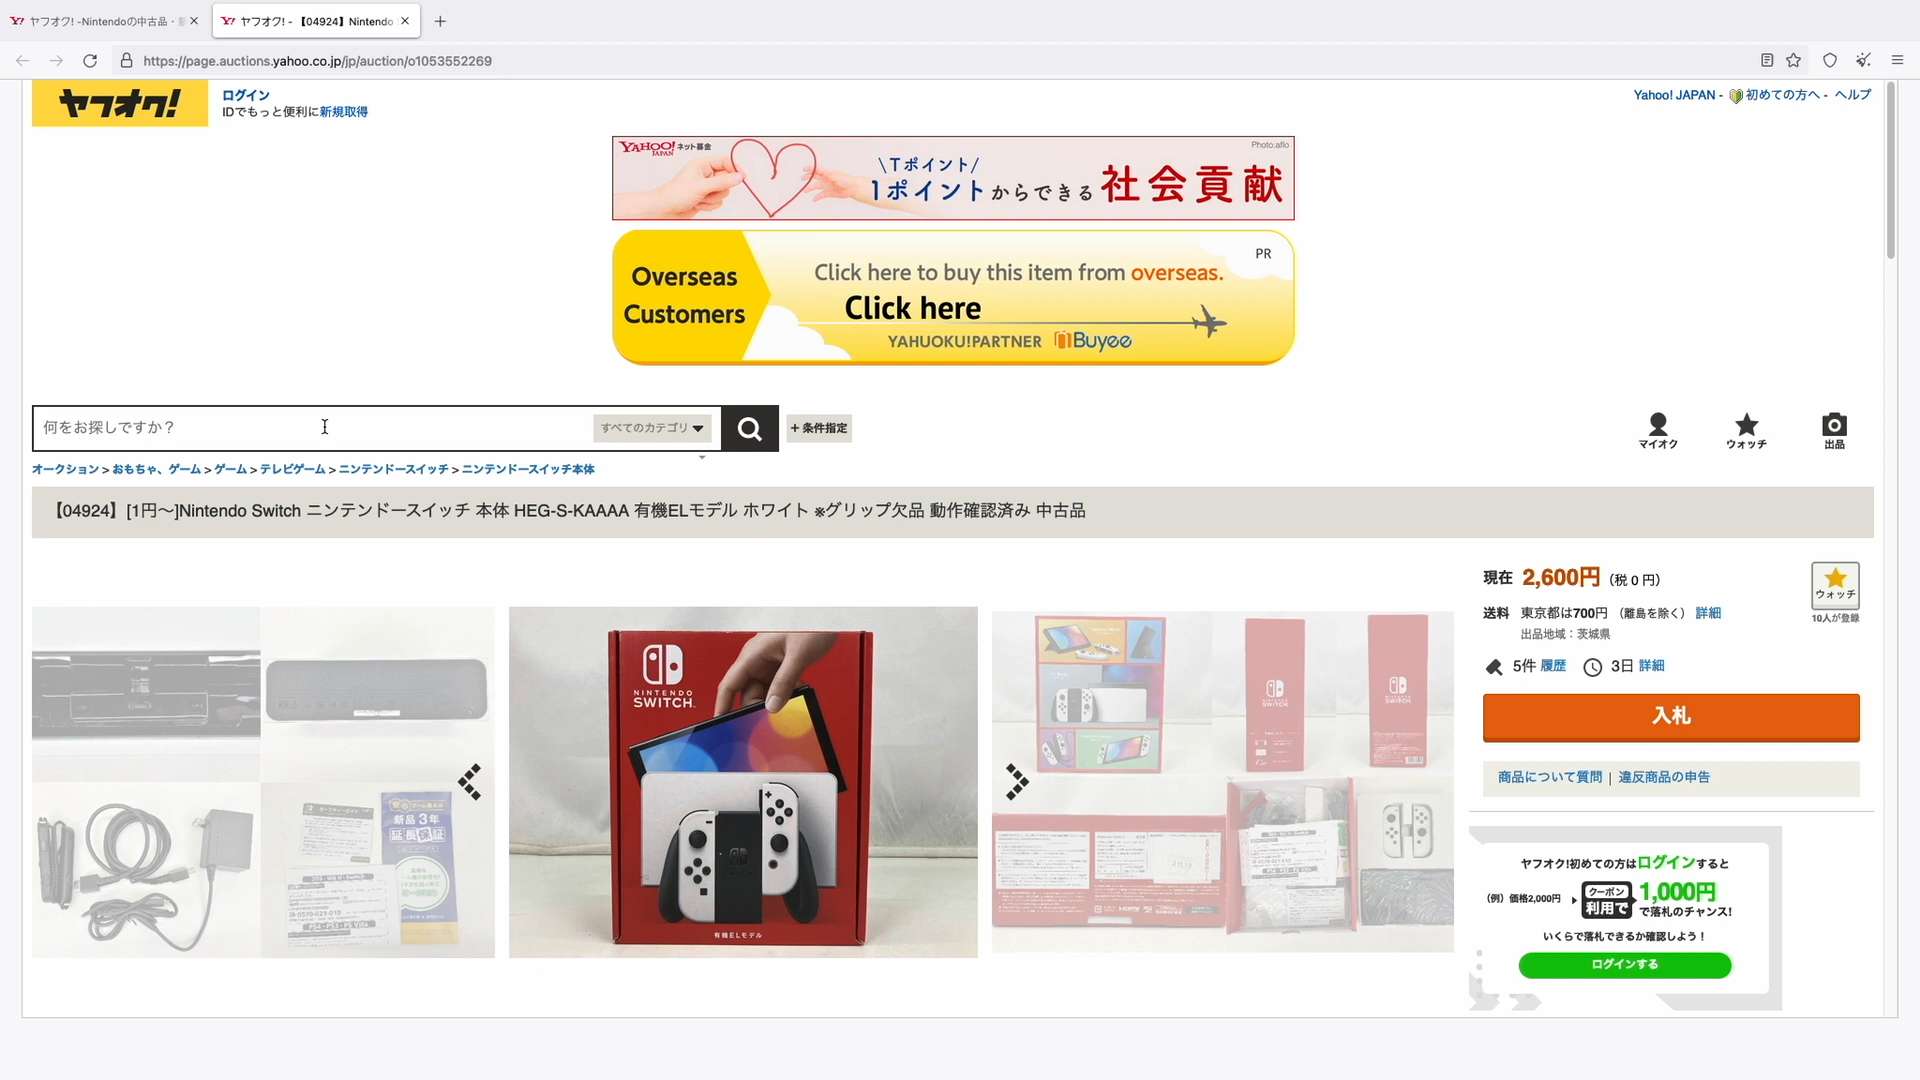 ヤフオク! -Nintendoの中古品・
ヤフオク! - 【04924】Nintendo
https://page.auctions.yahoo.co.jp/jp/auction/o1053552269
ヤフオク!
ログイン
IDでもっと便利に新規取得
Yahoo! JAPAN - 初めての方へ - ヘルプ
YAHOO! JAPAN ネット募金
Photo:aflo
\Tポイント/
1ポイントからできる 社会貢献
Overseas Customers
Click here to buy this item from overseas.
PR
Click here
YAHUOKU!PARTNER Buyee
何をお探しですか？
すべてのカテゴリ
+ 条件指定
マイオク
ウォッチ
出品
オークション > おもちゃ、ゲーム > ゲーム > テレビゲーム > ニンテンドースイッチ > ニンテンドースイッチ本体
【04924】[1円〜]Nintendo Switch ニンテンドースイッチ 本体 HEG-S-KAAAA 有機ELモデル ホワイト ※グリップ欠品 動作確認済み 中古品
現在 2,600円 （税 0 円）
ウォッチ
10人が登録
送料 東京都は700円 （離島を除く） 詳細
出品地域：茨城県
5件 履歴 3日 詳細
入札
商品について質問 | 違反商品の申告
NINTENDO
SWITCH
有機ELモデル
新品3年
延長保証
NINTENDO
SWITCH
NINTENDO
SWITCH
ヤフオク!初めての方はログインすると
（例）価格2,000円
クーポン
利用で
1,000円
で落札のチャンス!
いくらで落札できるか確認しよう！
ログインする